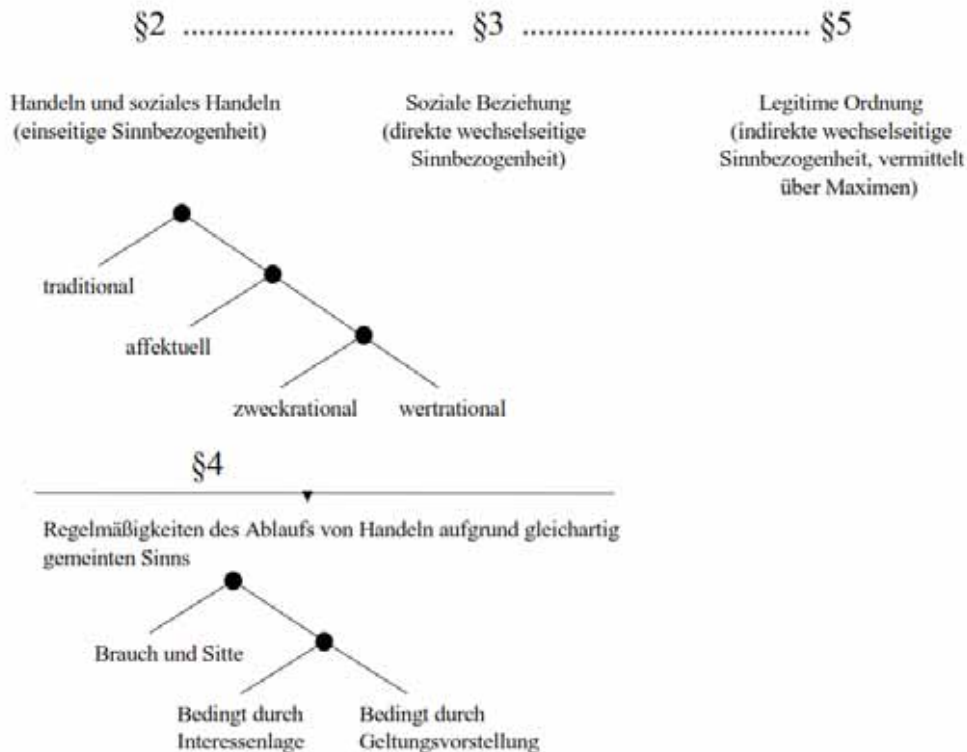 §2 ............................................. §3 ............................................... §5
Handeln und soziales Handeln
(einseitige Sinnbezogenheit)
Soziale Beziehung
(direkte wechselseitige
Sinnbezogenheit)
Legitime Ordnung
(indirekte wechselseitige
Sinnbezogenheit, vermittelt
über Maximen)
traditional
affektuell
zweckrational
wertrational
§4
Regelmäßigkeiten des Ablaufs von Handeln aufgrund gleichartig
gemeinten Sinns
Brauch und Sitte
Bedingt durch
Interessenlage
Bedingt durch
Geltungsvorstellung